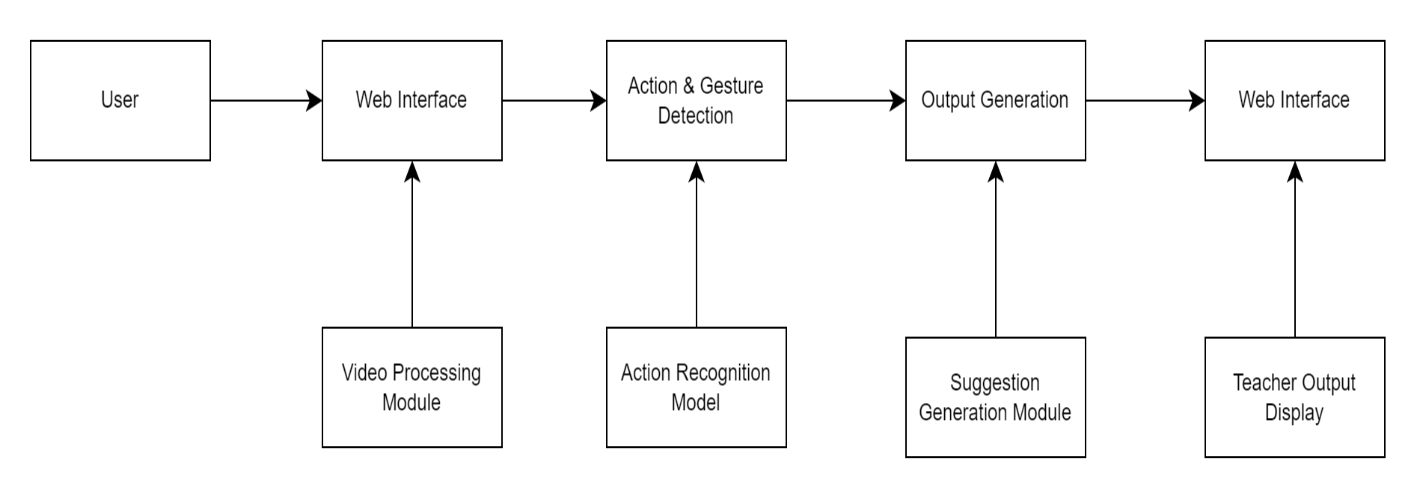 User
Web Interface
Action & Gesture
Detection
Output Generation
Web Interface
Video Processing
Module
Action Recognition
Model
Suggestion
Generation Module
Teacher Output
Display